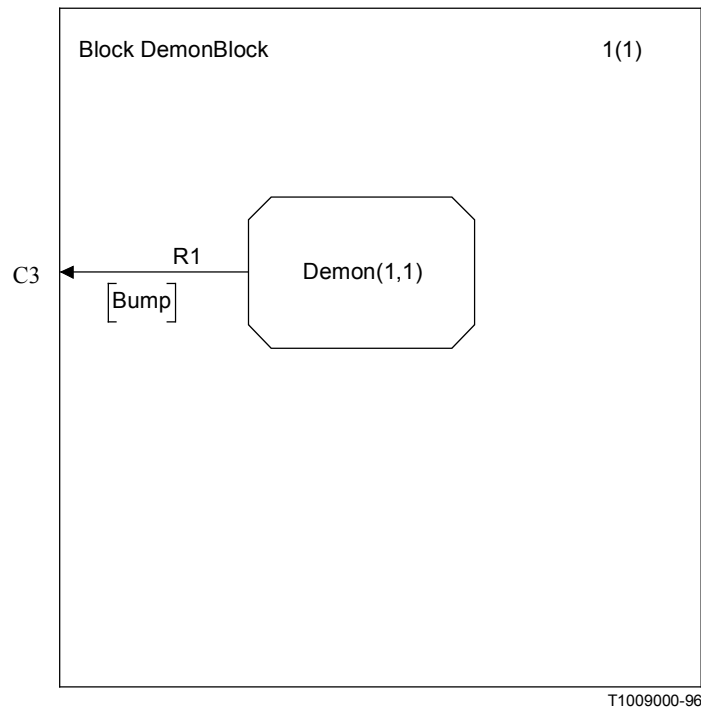 Block DemonBlock 1(1)
R1
C3
Demon(1,1)
[Bump]
T1009000-96